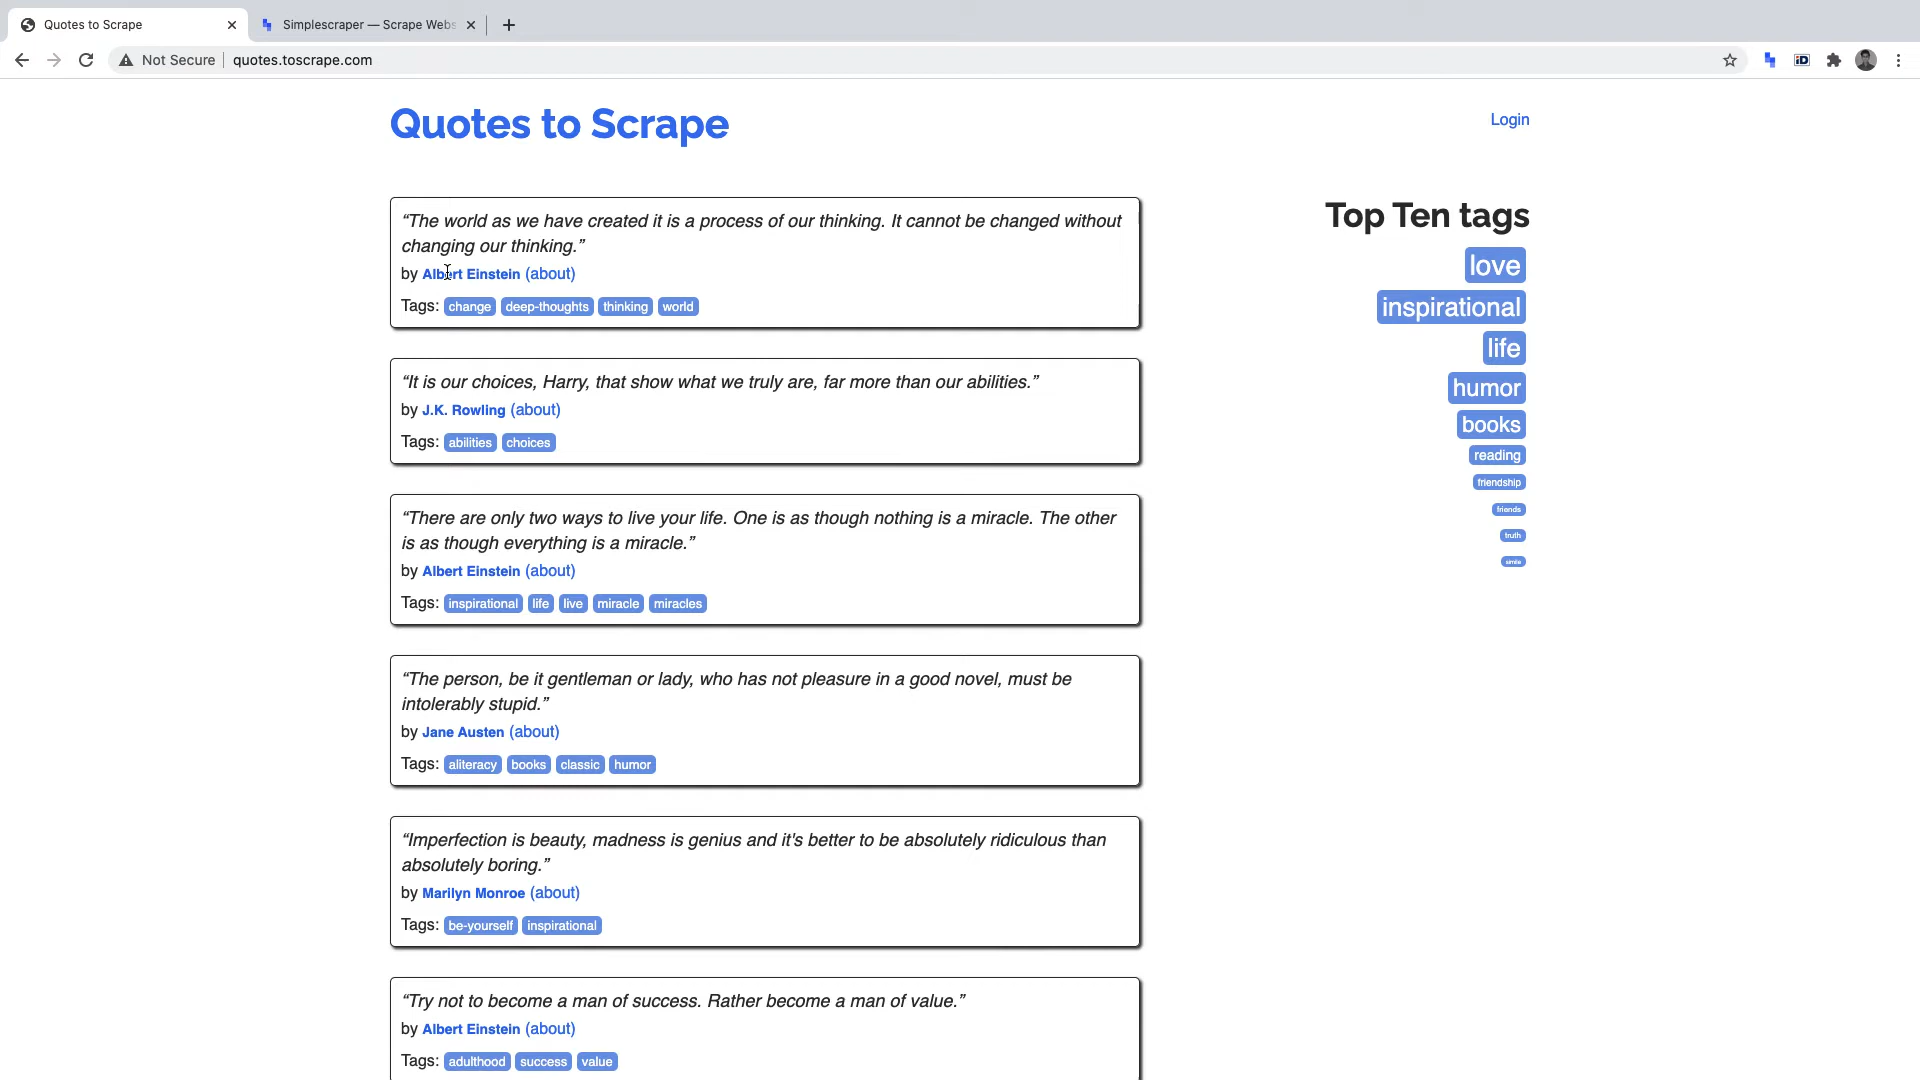 Quotes to Scrape
Simplescraper — Scrape Webs
Not Secure
quotes.toscrape.com
iD
Quotes to Scrape
Login
“The world as we have created it is a process of our thinking. It cannot be changed without
changing our thinking.”
by Albert Einstein (about)
Tags: change deep-thoughts thinking world
“It is our choices, Harry, that show what we truly are, far more than our abilities.”
by J.K. Rowling (about)
Tags: abilities choices
“There are only two ways to live your life. One is as though nothing is a miracle. The other
is as though everything is a miracle.”
by Albert Einstein (about)
Tags: inspirational life live miracle miracles
“The person, be it gentleman or lady, who has not pleasure in a good novel, must be
intolerably stupid.”
by Jane Austen (about)
Tags: aliteracy books classic humor
“Imperfection is beauty, madness is genius and it's better to be absolutely ridiculous than
absolutely boring.”
by Marilyn Monroe (about)
Tags: be-yourself inspirational
“Try not to become a man of success. Rather become a man of value.”
by Albert Einstein (about)
Tags: adulthood success value
Top Ten tags
love
inspirational
life
humor
books
reading
friendship
friends
truth
simile